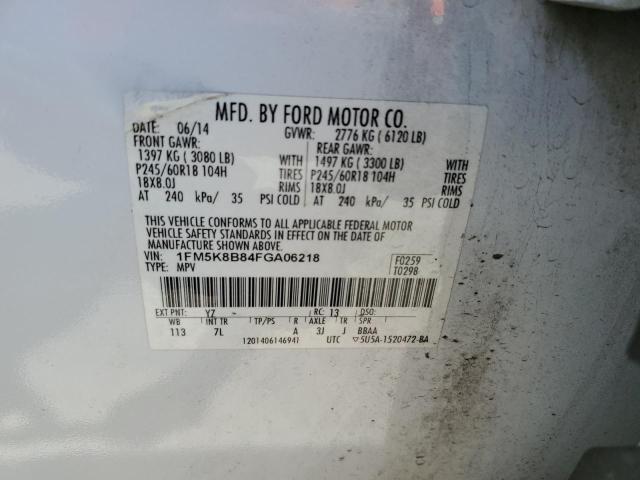 MFD. BY FORD MOTOR CO.
DATE: 06/14 GVWR: 2776 KG ( 6120 LB)
FRONT GAWR: REAR GAWR:
1397 KG ( 3080 LB) WITH 1497 KG ( 3300 LB) WITH
P245/60R18 104H TIRES P245/60R18 104H TIRES
18X8.0J RIMS 18X8.0J RIMS
AT 240 kPa/ 35 PSI COLD AT 240 kPa/ 35 PSI COLD
THIS VEHICLE CONFORMS TO ALL APPLICABLE FEDERAL MOTOR
VEHICLE SAFETY STANDARDS IN EFFECT ON THE DATE OF
MANUFACTURE SHOWN ABOVE.
VIN: 1FM5K8B84FGA06218 F0259
TYPE: MPV T0298
EXT PNT: YZ RC: 13
WB INT TR TP/PS R AXLE TR SPR
113 7L A 3J J BBAA
1201406146941 UTC ▽5U5A-1520472-BA